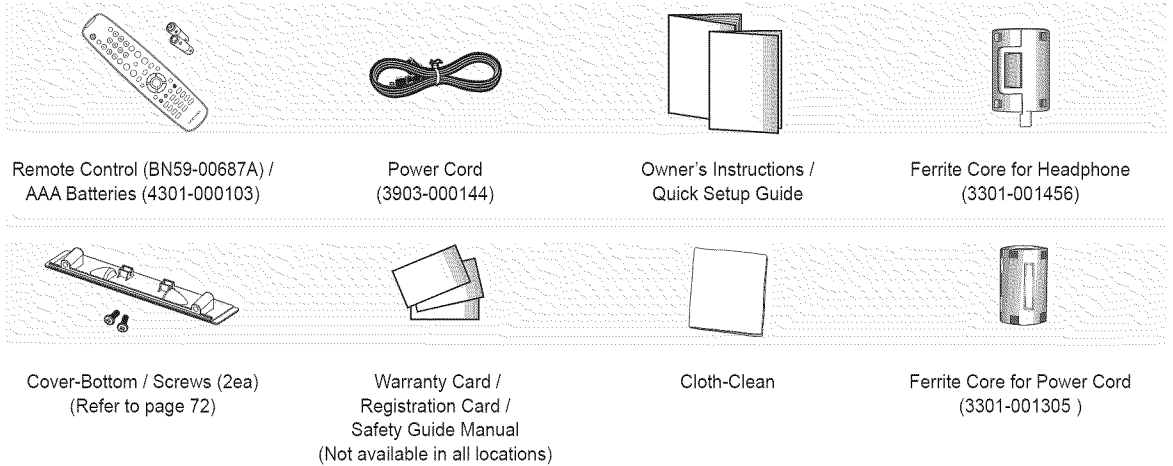 Remote Control (BN59-00687A) /
AAA Batteries (4301-000103)
Power Cord
(3903-000144)
Owner's Instructions /
Quick Setup Guide
Ferrite Core for Headphone
(3301-001456)
Cover-Bottom / Screws (2ea)
(Refer to page 72)
Warranty Card /
Registration Card /
Safety Guide Manual
(Not available in all locations)
Cloth-Clean
Ferrite Core for Power Cord
(3301-001305 )